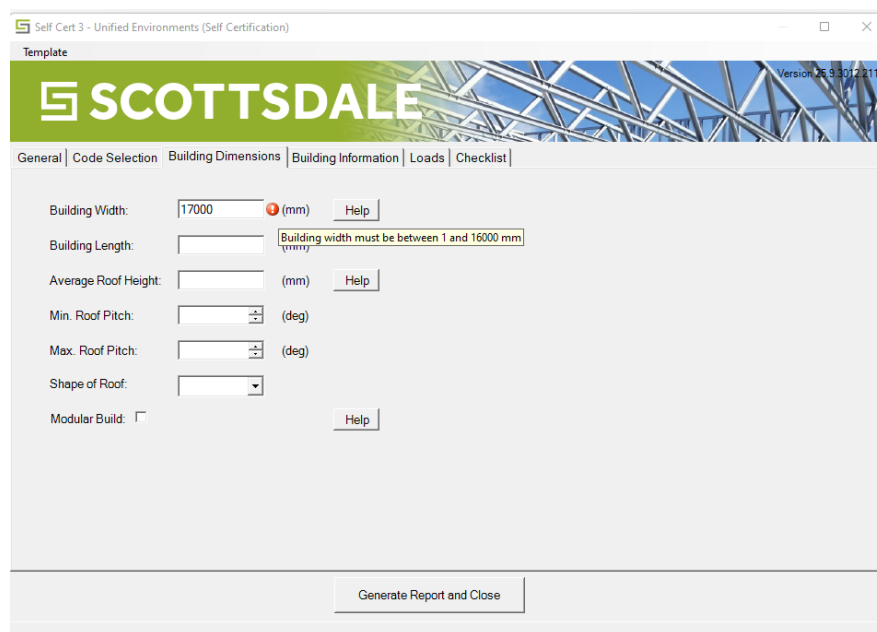 Self Cert 3 - Unified Environments (Self Certification)
Template
Version 25.9.3012.211
SCOTTSDALE
General Code Selection Building Dimensions Building Information Loads Checklist
Building Width: 17000 (mm) Help
Building width must be between 1 and 16000 mm
Building Length: (mm)
Average Roof Height: (mm) Help
Min. Roof Pitch: (deg)
Max. Roof Pitch: (deg)
Shape of Roof:
Modular Build: Help
Generate Report and Close